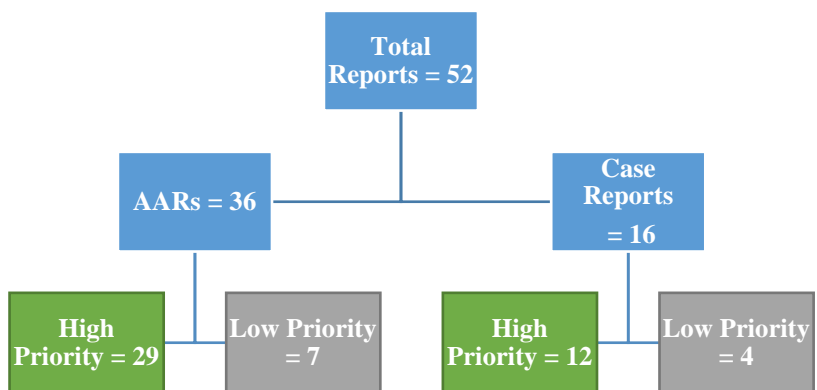 Total
Reports = 52
AARs = 36
Case
Reports
= 16
High
Priority = 29
Low Priority
= 7
High
Priority = 12
Low Priority
= 4